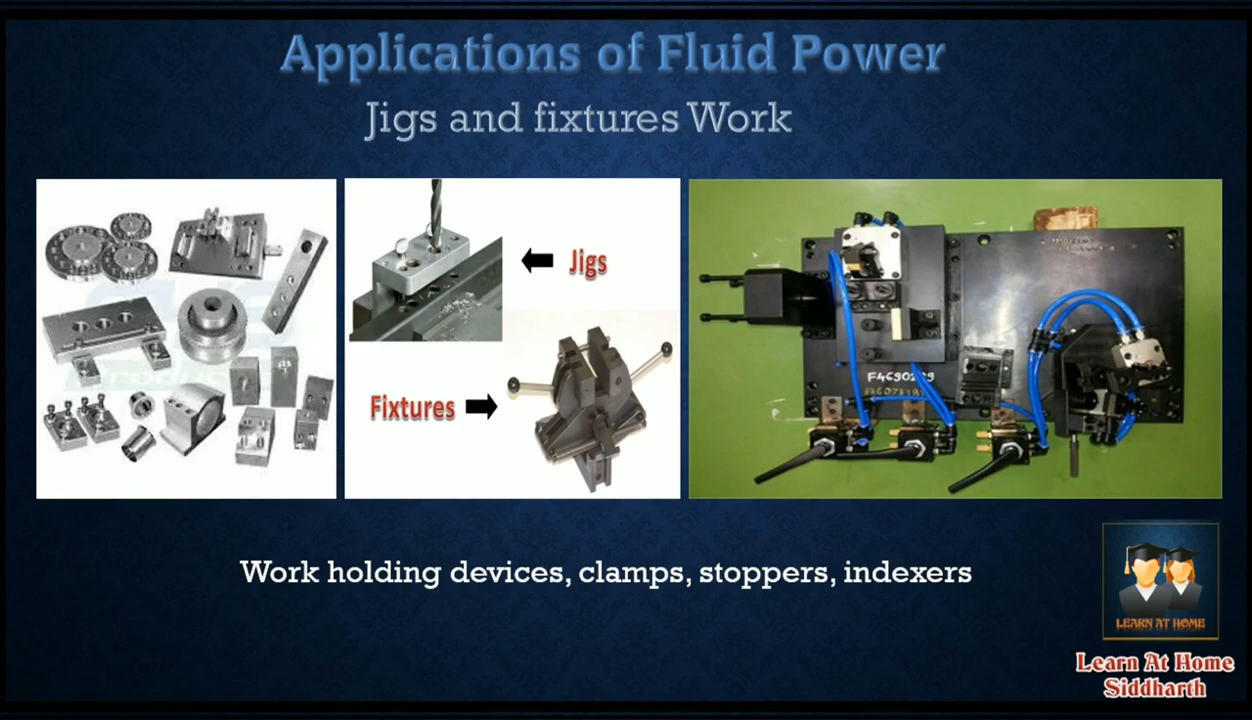 Applications of Fluid Power
Jigs and fixtures Work
Jigs
Fixtures
Work holding devices, clamps, stoppers, indexers
LEARN AT HOME
Learn At Home
Siddharth